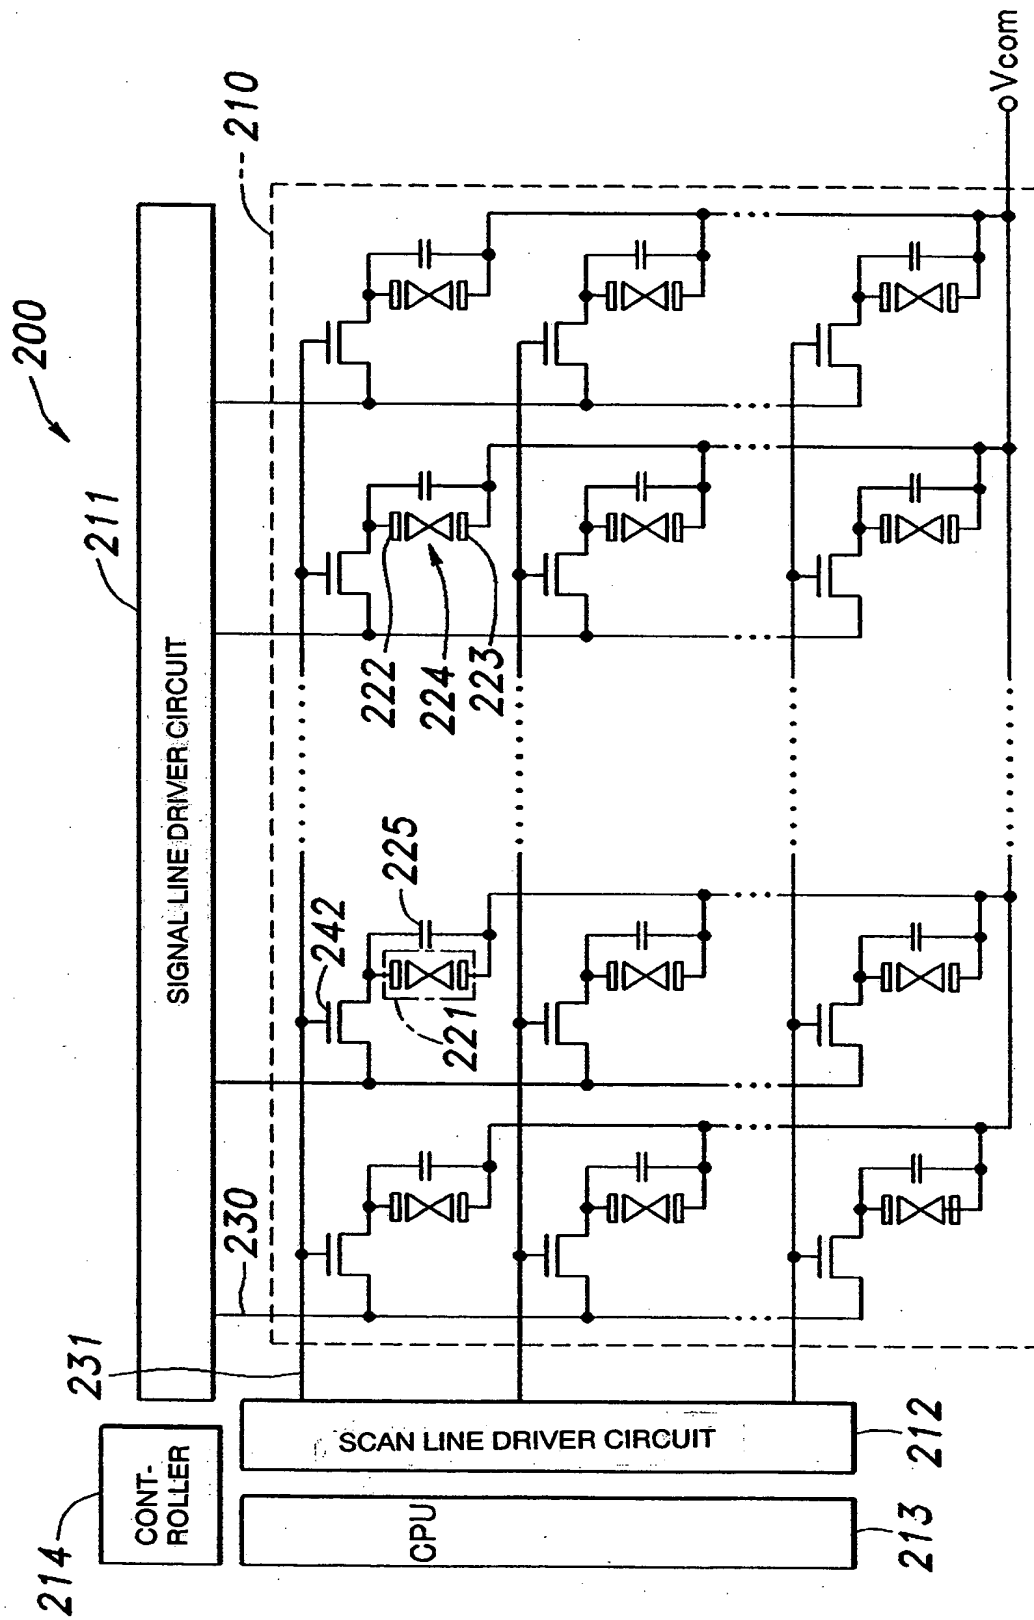 200
211
SIGNAL LINE DRIVER CIRCUIT
210
214
CONT-
ROLLER
231
230
242
225
221
222
224
223
SCAN LINE DRIVER CIRCUIT
212
CPU
213
Vcom